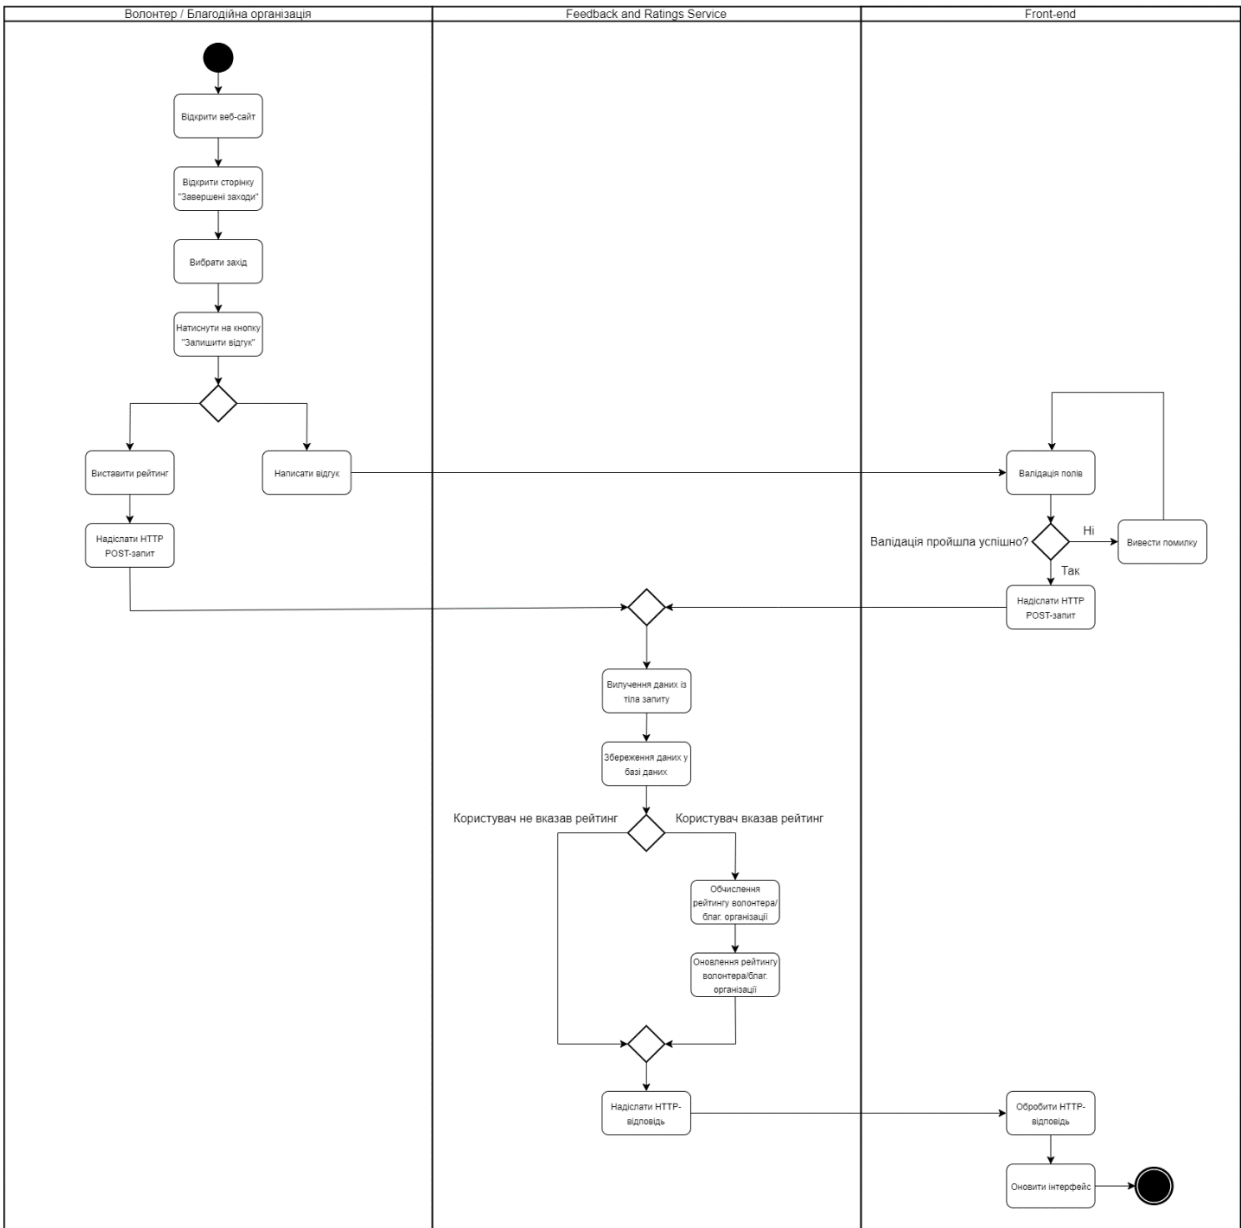 Волонтер / Благодійна організація
Feedback and Ratings Service
Front-end
Відкрити веб-сайт
Відкрити сторінку
"Завершені заходи"
Вибрати захід
Натиснути на кнопку
"Залишити відгук"
Виставити рейтинг
Написати відгук
Валідація полів
Надіслати HTTP
POST-запит
Валідація пройшла успішно?
Ні
Вивести помилку
Так
Надіслати HTTP
POST-запит
Вилучення даних із
тіла запиту
Збереження даних у
базі даних
Користувач не вказав рейтинг
Користувач вказав рейтинг
Обчислення
рейтингу волонтера/
благ. організації
Оновлення рейтингу
волонтера/благ.
організації
Надіслати HTTP-
відповідь
Обробити HTTP-
відповідь
Оновити інтерфейс